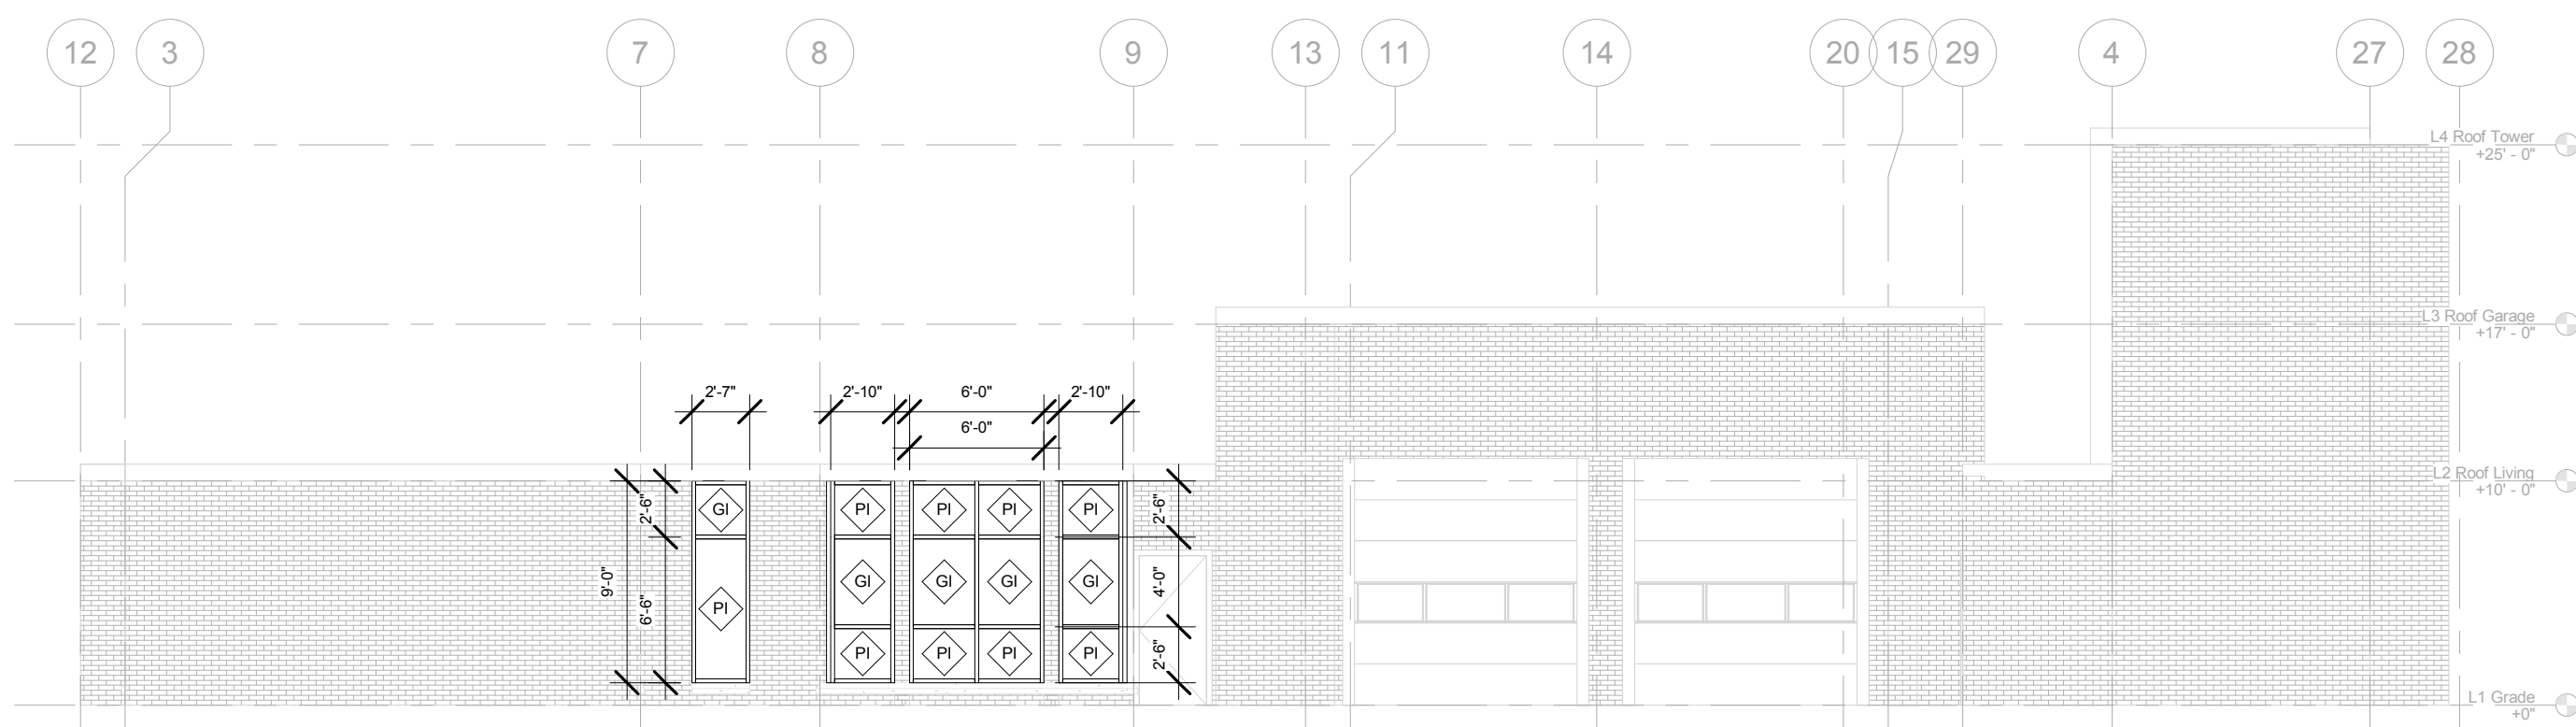 12 3 7 8 9 13 11 14 20 15 29 4 27 28
L4 Roof Tower
+25' - 0"
L3 Roof Garage
+17' - 0"
2'-7" 2'-10" 6'-0" 2'-10"
6'-0"
L2 Roof Living
+10' - 0"
9'-0"
2'-6"
6'-6"
GI PI PI PI PI
GI GI GI GI
PI
PI PI PI PI
2'-6"
4'-0"
2'-6"
L1 Grade
+0"